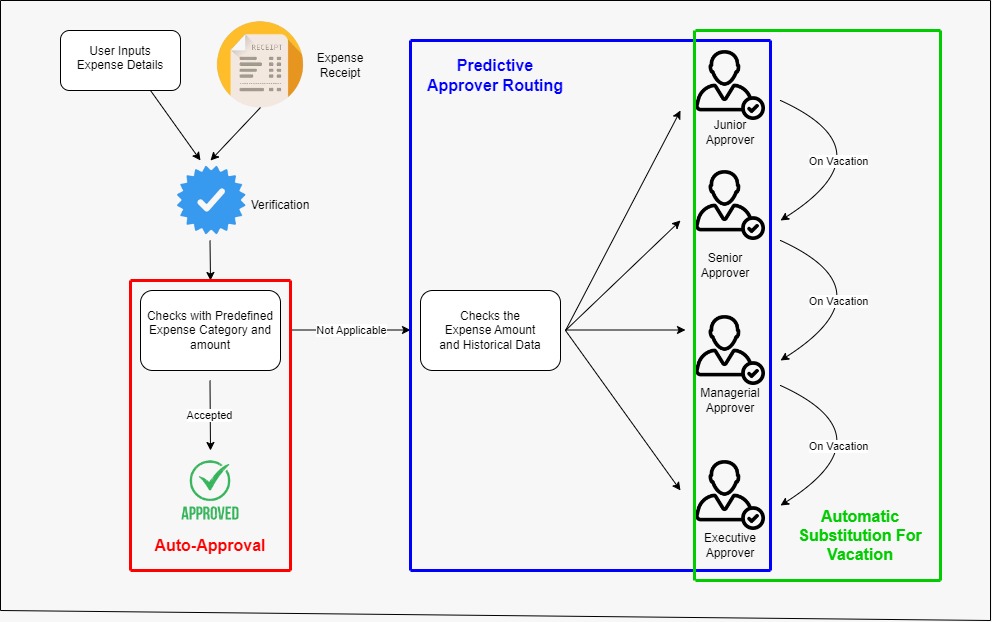 User Inputs
Expense Details
RECEIPT
Expense
Receipt
Verification
Checks with Predefined
Expense Category and
amount
Accepted
APPROVED
Auto-Approval
Not Applicable
Predictive
Approver Routing
Checks the
Expense Amount
and Historical Data
Junior
Approver
On Vacation
Senior
Approver
On Vacation
Managerial
Approver
On Vacation
Executive
Approver
Automatic
Substitution For
Vacation